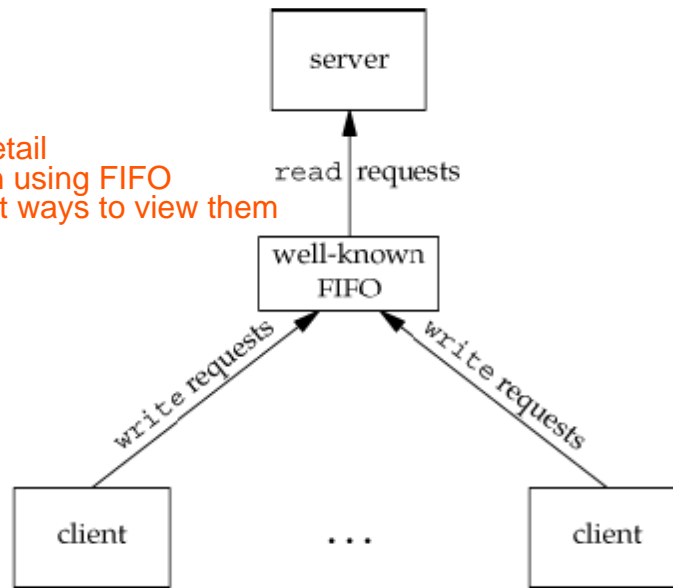 server
etail
n using FIFO
t ways to view them
read requests
well-known
FIFO
write requests
write requests
client
. . .
client